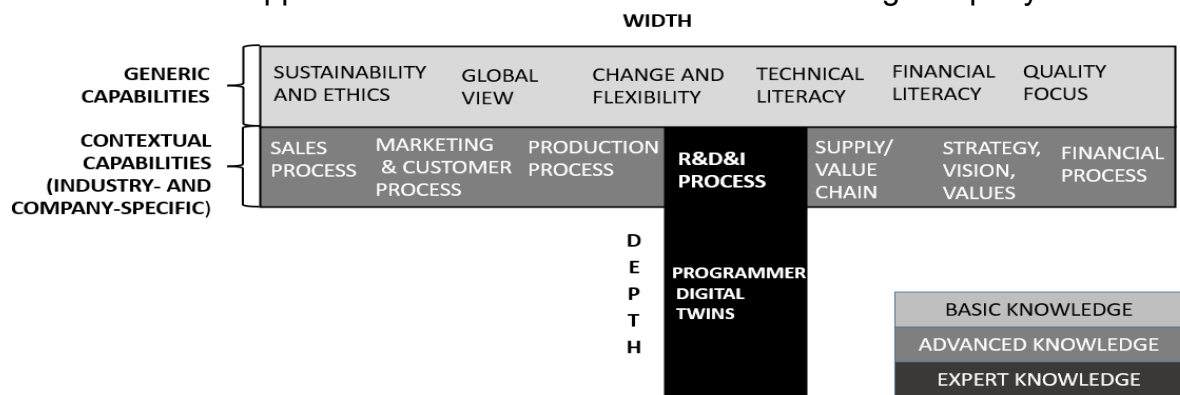 WIDTH
GENERIC
CAPABILITIES
SUSTAINABILITY
AND ETHICS
GLOBAL
VIEW
CHANGE AND
FLEXIBILITY
TECHNICAL
LITERACY
FINANCIAL
LITERACY
QUALITY
FOCUS
CONTEXTUAL
CAPABILITIES
(INDUSTRY- AND
COMPANY-SPECIFIC)
SALES
PROCESS
MARKETING
& CUSTOMER
PROCESS
PRODUCTION
PROCESS
R&D&I
PROCESS
SUPPLY/
VALUE
CHAIN
STRATEGY,
VISION,
VALUES
FINANCIAL
PROCESS
D
E
P
T
H
PROGRAMMER
DIGITAL
TWINS
BASIC KNOWLEDGE
ADVANCED KNOWLEDGE
EXPERT KNOWLEDGE